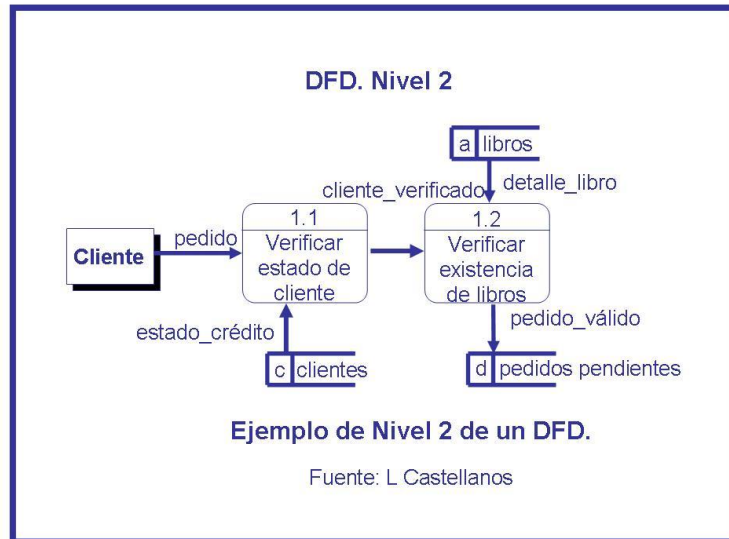 DFD. Nivel 2
a libros
cliente_verificado
detalle_libro
1.1
Verificar
estado de
cliente
1.2
Verificar
existencia
de libros
Cliente
pedido
estado_crédito
c clientes
pedido_válido
d pedidos pendientes
Ejemplo de Nivel 2 de un DFD.
Fuente: L Castellanos